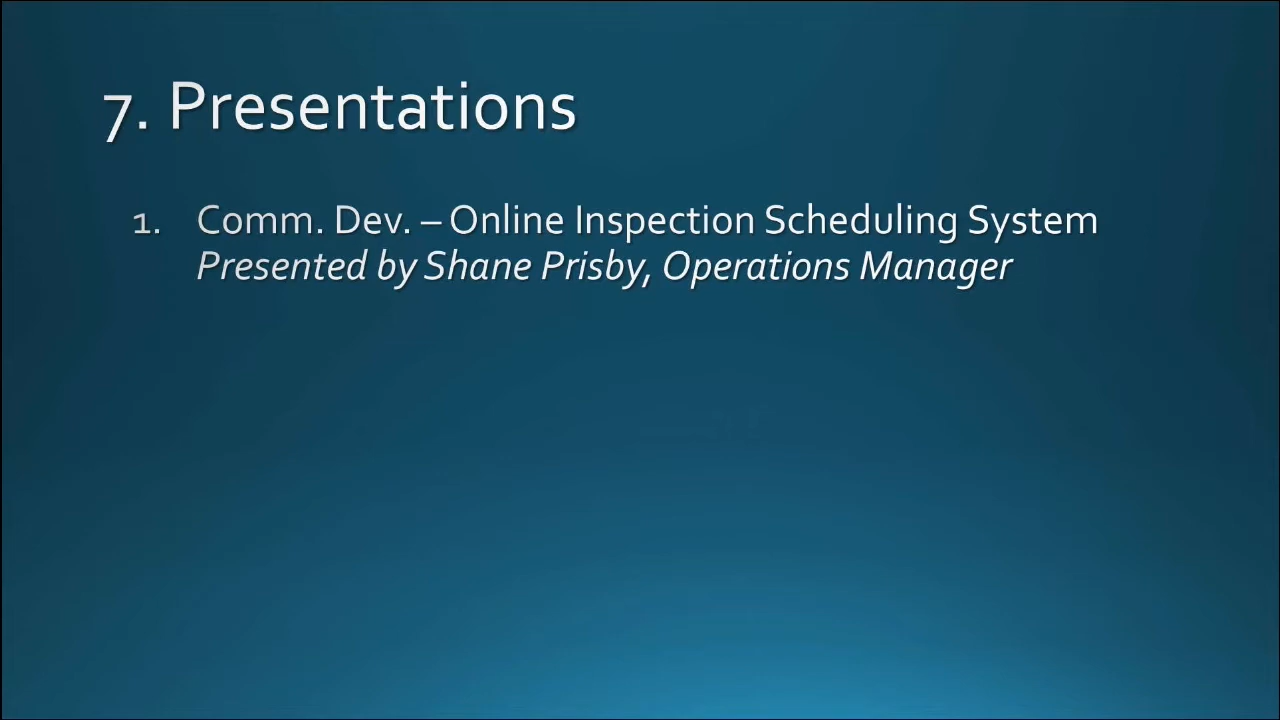 7. Presentations
1. Comm. Dev. – Online Inspection Scheduling System
Presented by Shane Prisby, Operations Manager